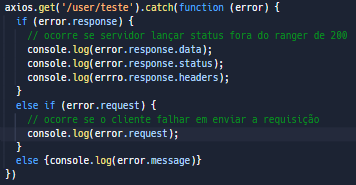 axios.get('/user/teste').catch(function (error) {
if (error.response) {
// ocorre se servidor lançar status fora do ranger de 200
console.log(error.response.data);
console.log(error.response.status);
console.log(error.response.headers);
}
else if (error.request) {
// ocorre se o cliente falhar em enviar a requisição
console.log(error.request);
}
else {console.log(error.message)}
})